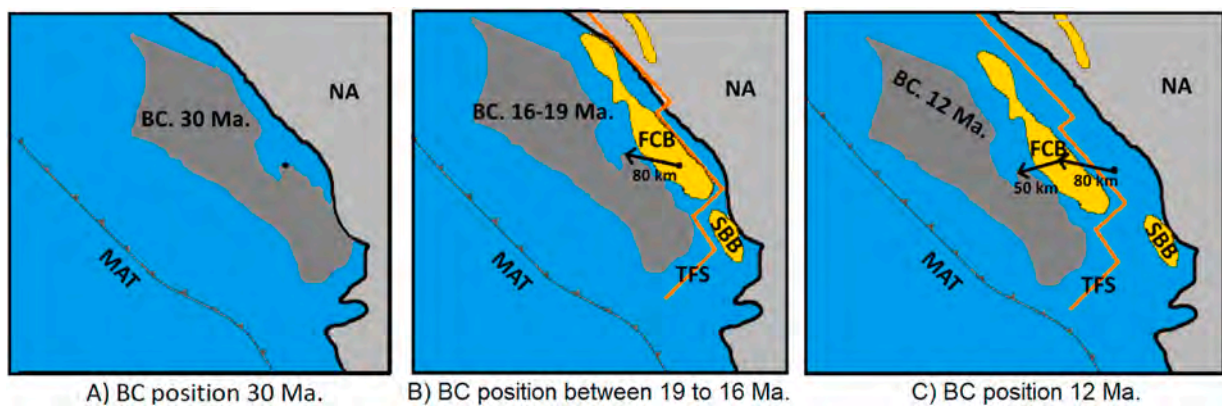 NA
BC. 30 Ma.
MAT
A) BC position 30 Ma.
NA
BC. 16-19 Ma.
FCB
80 km
SBB
MAT
TFS
B) BC position between 19 to 16 Ma.
NA
BC. 12 Ma.
FCB
50 km
80 km
SBB
MAT
TFS
C) BC position 12 Ma.